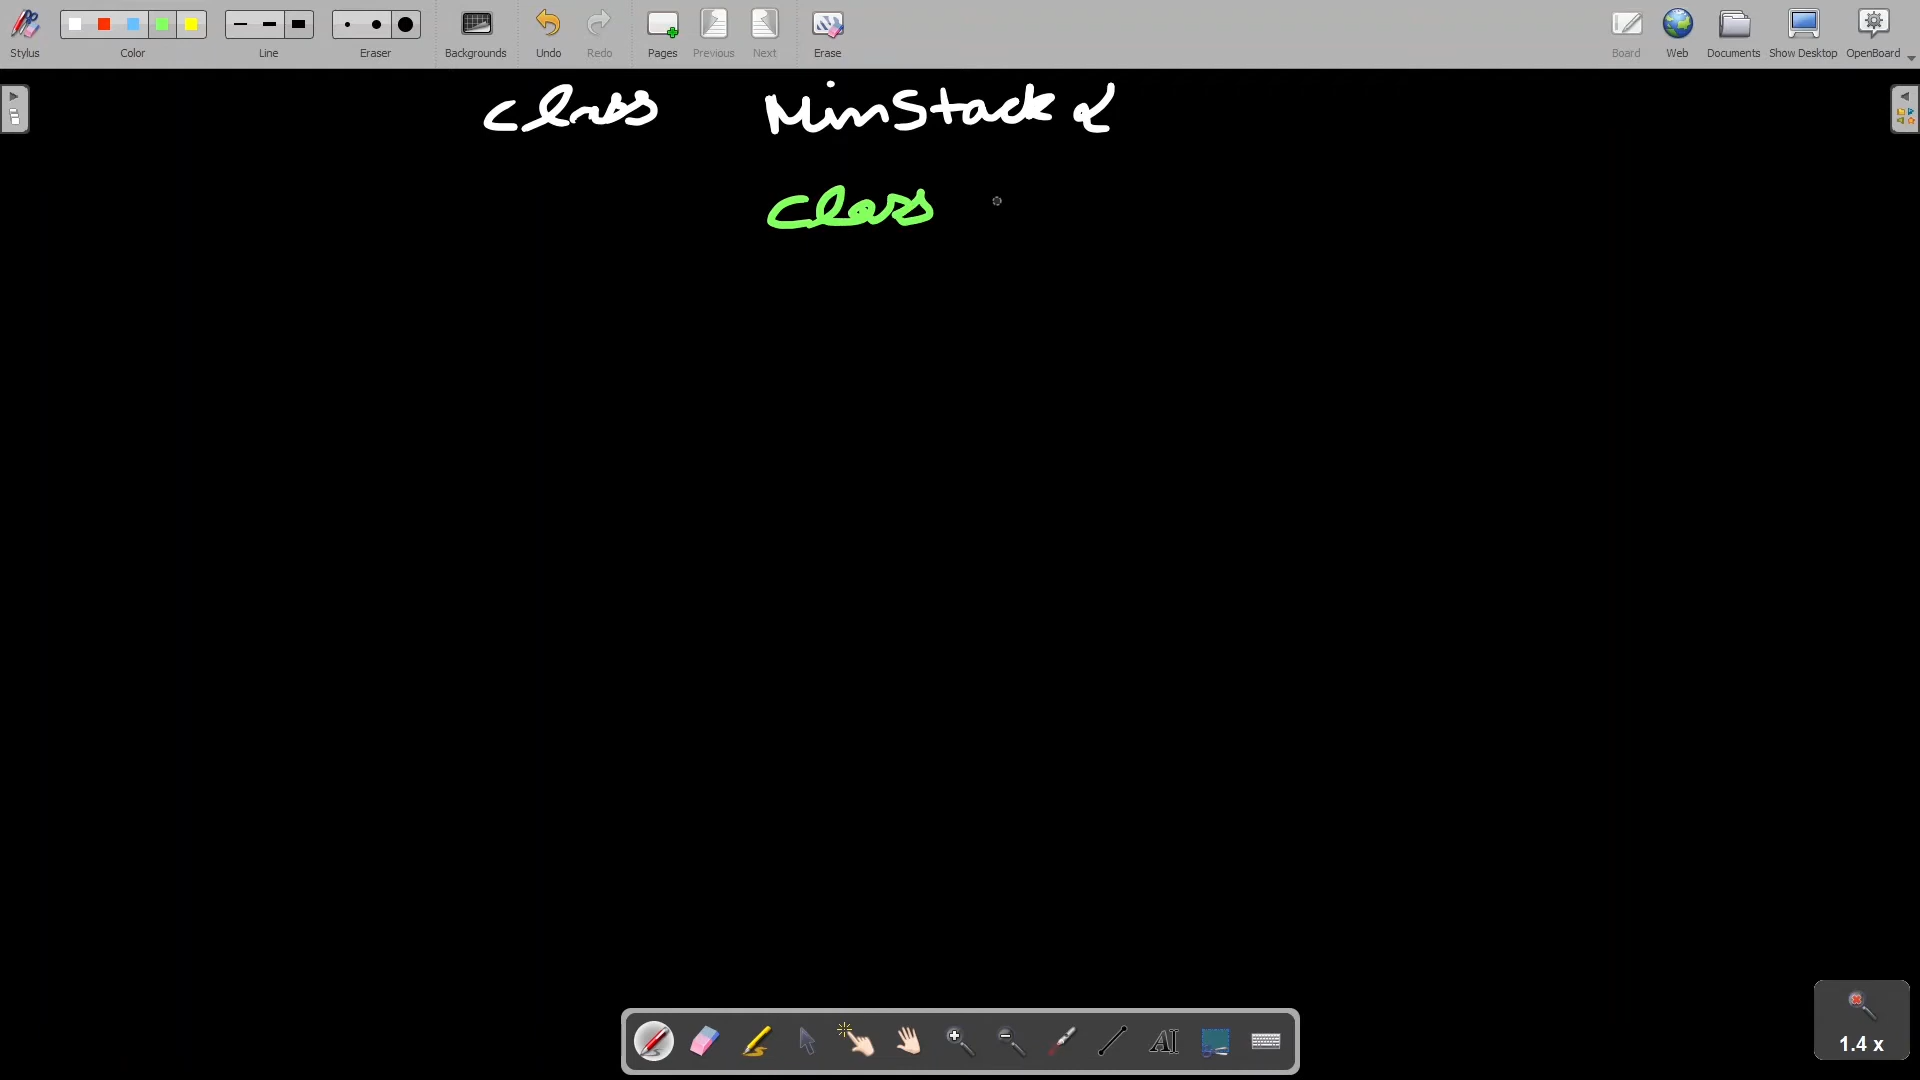 Stylus Color Line Eraser Backgrounds Undo Redo Pages Previous Next Erase Board Web Documents Show Desktop OpenBoard
class MinStack {
class
AI
1.4 x